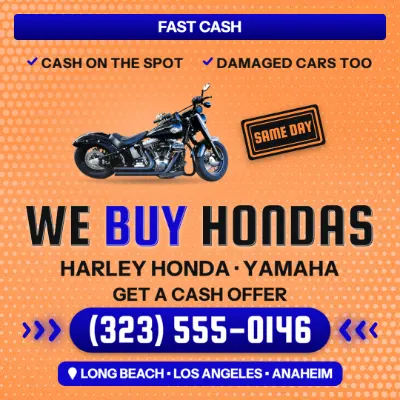 FAST CASH
CASH ON THE SPOT
DAMAGED CARS TOO
SAME DAY
WE BUY HONDAS
HARLEY HONDA · YAMAHA
GET A CASH OFFER
(323) 555-0146
LONG BEACH • LOS ANGELES • ANAHEIM